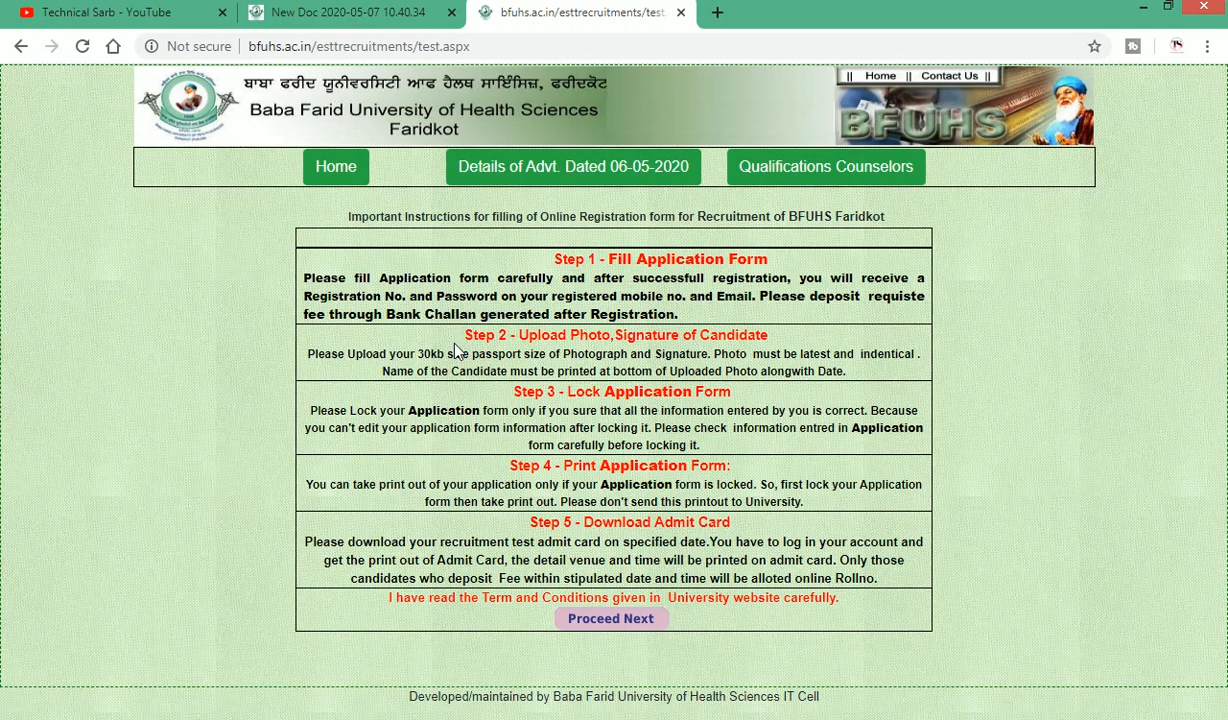 Technical Sarb - YouTube
New Doc 2020-05-07 10.40.34
bfuhs.ac.in/esttrecruitments/test.
Not secure
bfuhs.ac.in/esttrecruitments/test.aspx
ਬਾਬਾ ਫਰੀਦ ਯੂਨੀਵਰਸਿਟੀ ਆਫ ਹੈਲਥ ਸਾਇੰਸਿਜ਼, ਫਰੀਦਕੋਟ
Baba Farid University of Health Sciences
Faridkot
|| Home || Contact Us ||
BFUHS
Home
Details of Advt. Dated 06-05-2020
Qualifications Counselors
Important Instructions for filling of Online Registration form for Recruitment of BFUHS Faridkot
Step 1 - Fill Application Form
Please fill Application form carefully and after successfull registration, you will receive a
Registration No. and Password on your registered mobile no. and Email. Please deposit requiste
fee through Bank Challan generated after Registration.
Step 2 - Upload Photo,Signature of Candidate
Please Upload your 30kb size passport size of Photograph and Signature. Photo must be latest and indentical .
Name of the Candidate must be printed at bottom of Uploaded Photo alongwith Date.
Step 3 - Lock Application Form
Please Lock your Application form only if you sure that all the information entered by you is correct. Because
you can't edit your application form information after locking it. Please check information entred in Application
form carefully before locking it.
Step 4 - Print Application Form:
You can take print out of your application only if your Application form is locked. So, first lock your Application
form then take print out. Please don't send this printout to University.
Step 5 - Download Admit Card
Please download your recruitment test admit card on specified date.You have to log in your account and
get the print out of Admit Card, the detail venue and time will be printed on admit card. Only those
candidates who deposit Fee within stipulated date and time will be alloted online Rollno.
I have read the Term and Conditions given in University website carefully.
Proceed Next
Developed/maintained by Baba Farid University of Health Sciences IT Cell